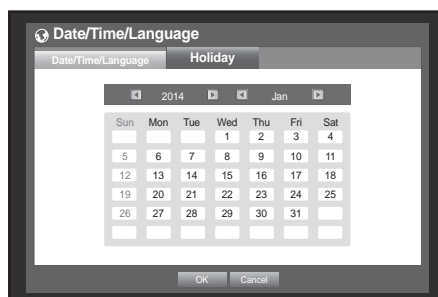 Date/Time/Language
Date/Time/Language Holiday
2014 Jan
Sun Mon Tue Wed Thu Fri Sat
1 2 3 4
5 6 7 8 9 10 11
12 13 14 15 16 17 18
19 20 21 22 23 24 25
26 27 28 29 30 31
OK Cancel